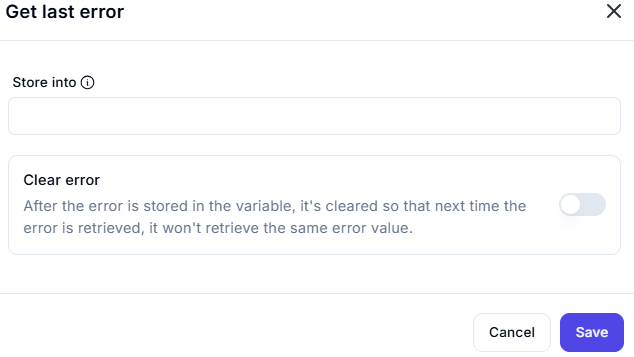 Get last error
Store into
Clear error
After the error is stored in the variable, it's cleared so that next time the
error is retrieved, it won't retrieve the same error value.
Cancel
Save